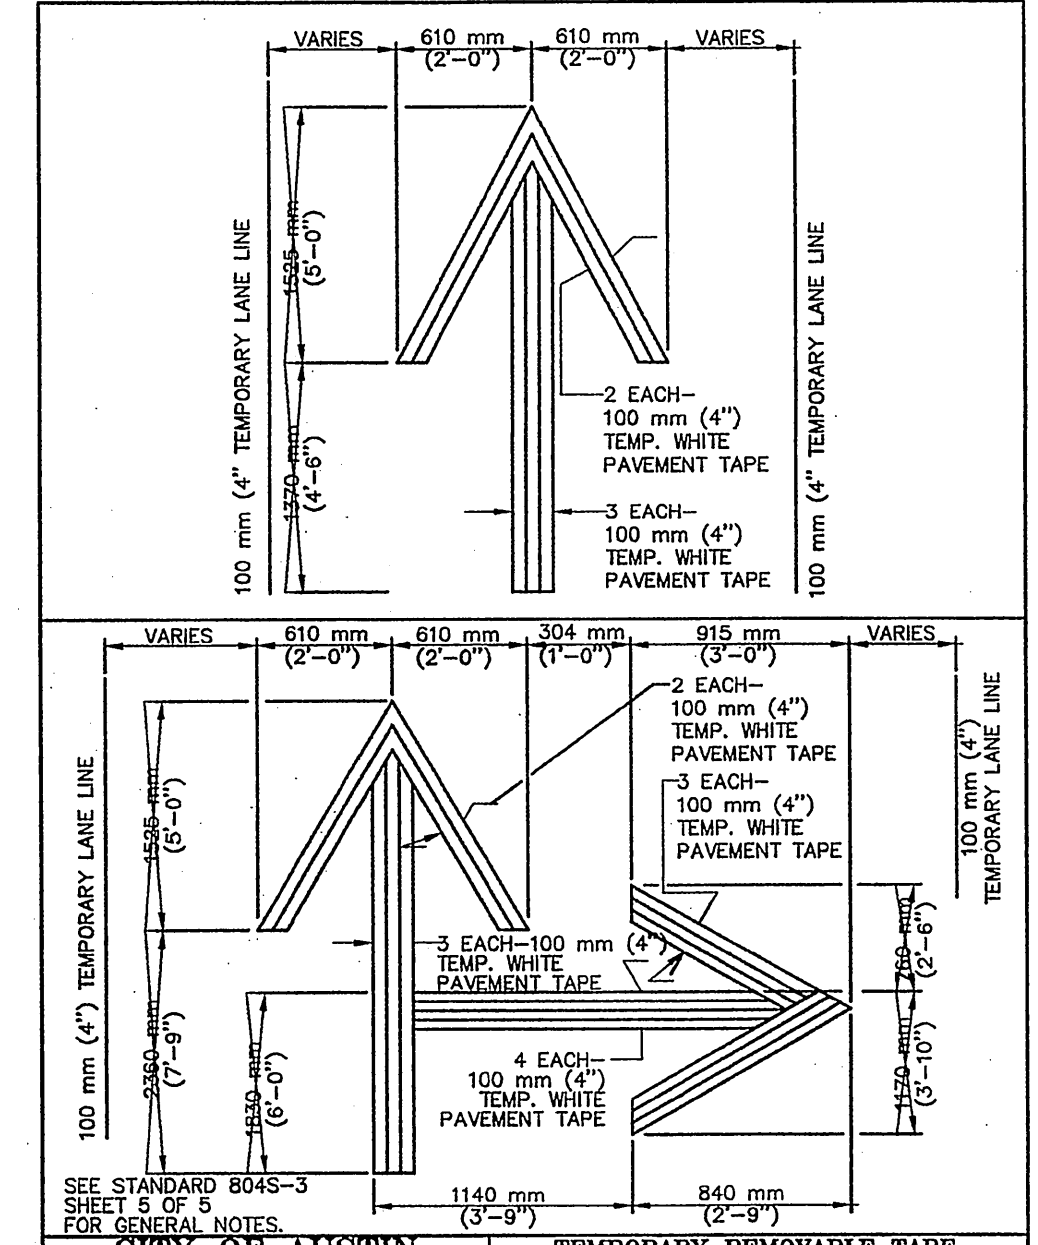 VARIES 610 mm 610 mm VARIES
(2'-0") (2'-0")
1525 mm
(5'-0")
1370 mm
(4'-6")
100 mm (4" TEMPORARY LANE LINE
100 mm (4" TEMPORARY LANE LINE
2 EACH-
100 mm (4")
TEMP. WHITE
PAVEMENT TAPE
3 EACH-
100 mm (4")
TEMP. WHITE
PAVEMENT TAPE
VARIES 610 mm 610 mm 304 mm 915 mm VARIES
(2'-0") (2'-0") (1'-0") (3'-0")
2 EACH-
100 mm (4")
TEMP. WHITE
PAVEMENT TAPE
3 EACH-
100 mm (4")
TEMP. WHITE
PAVEMENT TAPE
100 mm (4")
TEMPORARY LANE LINE
100 mm (4") TEMPORARY LANE LINE
1525 mm
(5'-0")
2360 mm
(7'-9")
1830 mm
(6'-0")
3 EACH-100 mm (4")
TEMP. WHITE
PAVEMENT TAPE
4 EACH-
100 mm (4")
TEMP. WHITE
PAVEMENT TAPE
760 mm
(2'-6")
1170 mm
(3'-10")
1140 mm 840 mm
(3'-9") (2'-9")
SEE STANDARD 804S-3
SHEET 5 OF 5
FOR GENERAL NOTES.
CITY OF AUSTIN TEMPORARY REMOVABLE TAPE